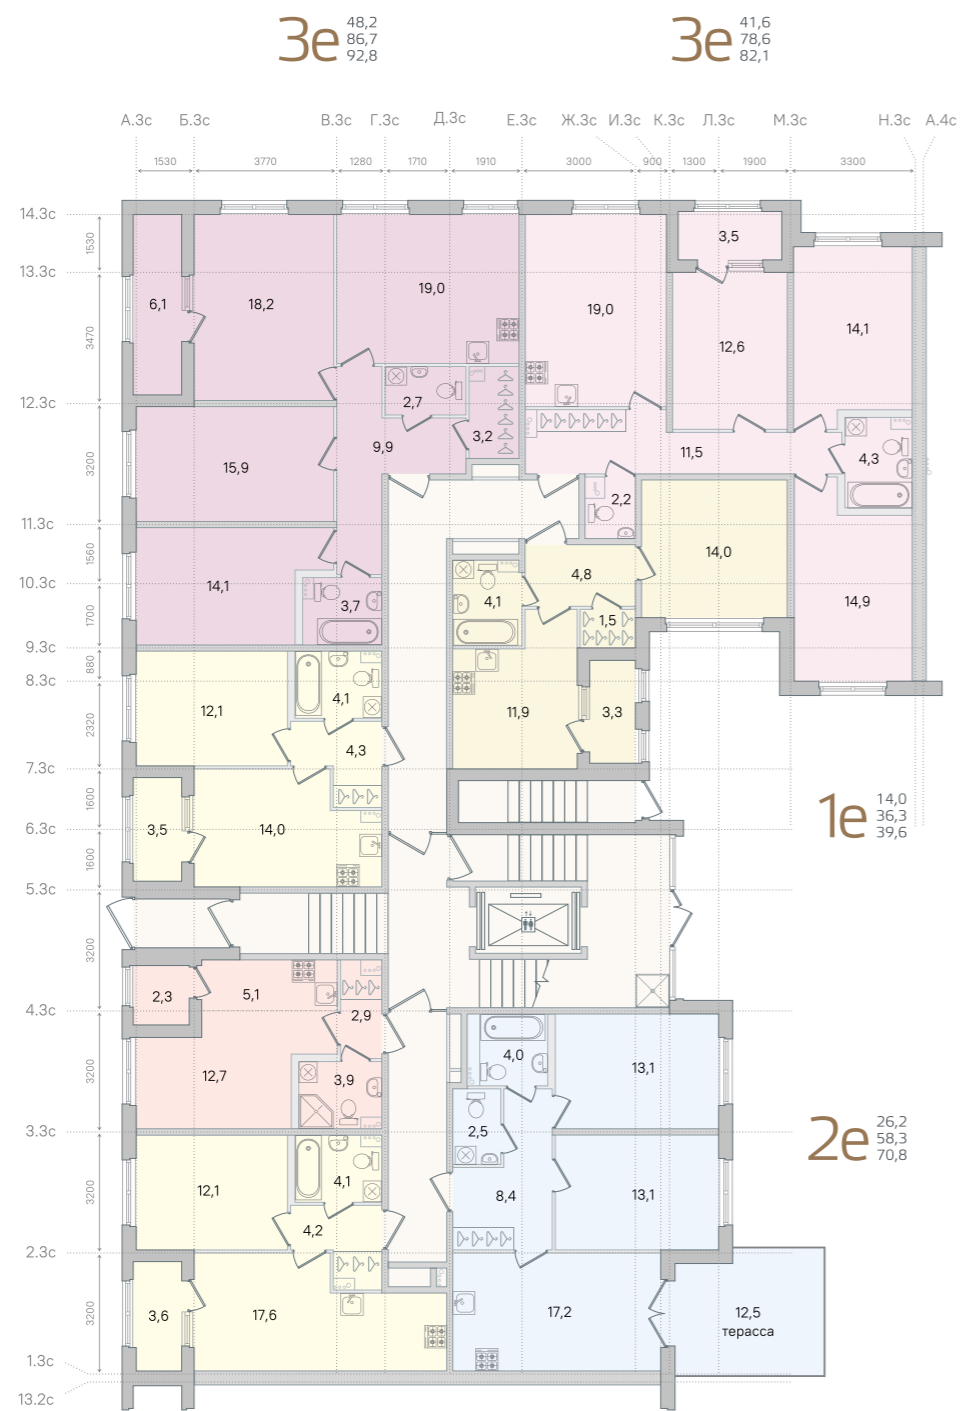 3е 48,2
86,7
92,8
3е 41,6
78,6
82,1
А.3с Б.3с В.3с Г.3с Д.3с Е.3с Ж.3с И.3с К.3с Л.3с М.3с Н.3с А.4с
1530 3770 1280 1710 1910 3000 900 1300 1900 3300
14.3с
1530
3,5
13.3с
6,1 18,2 19,0 19,0 14,1
3470
12,6
12.3с
2,7
9,9 3,2 11,5 4,3
3200
15,9
2,2
11.3с
1560
14,0
10.3с
14,1 3,7 4,1 4,8 14,9
1700
1,5
9.3с
880
8.3с
12,1 4,1 11,9 3,3
2320
4,3
7.3с
1600
1е 14,0
36,3
39,6
6.3с
3,5 14,0
1600
5.3с
3200
2,3 5,1
4.3с
2,9
4,0 13,1
3200
12,7 3,9
3.3с
2,5
2е 26,2
58,3
70,8
3200
12,1 4,1 8,4 13,1
4,2
2.3с
3200
3,6 17,6 17,2 12,5
терасса
1.3с
13.2с